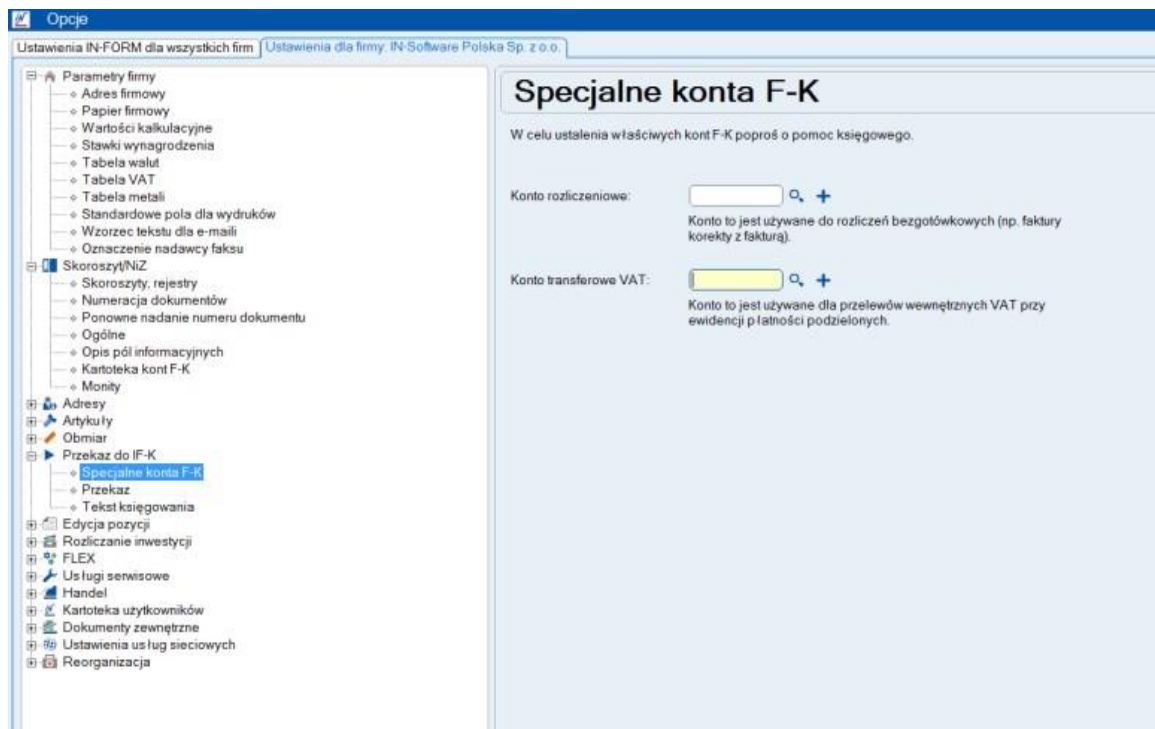 Opcje
Ustawienia IN-FORM dla wszystkich firm
Ustawienia dla firmy: IN-Software Polska Sp. z o.o.
Parametry firmy
Adres firmowy
Papier firmowy
Wartości kalkulacyjne
Stawki wynagrodzenia
Tabela walut
Tabela VAT
Tabela metali
Standardowe pola dla wydruków
Wzorzec tekstu dla e-maili
Oznaczenie nadawcy faksu
Skoroszyt/NiZ
Skoroszyty, rejestry
Numeracja dokumentów
Ponowne nadanie numeru dokumentu
Ogólne
Opis pól informacyjnych
Kartoteka kont F-K
Monity
Adresy
Artykuły
Obmiar
Przekaz do IF-K
Specjalne konta F-K
Przekaz
Tekst księgowania
Edycja pozycji
Rozliczanie inwestycji
FLEX
Usługi serwisowe
Handel
Kartoteka użytkowników
Dokumenty zewnętrzne
Ustawienia usług sieciowych
Reorganizacja
Specjalne konta F-K
W celu ustalenia właściwych kont F-K poproś o pomoc księgowego.
Konto rozliczeniowe:
Konto to jest używane do rozliczeń bezgotówkowych (np. faktury
korekty z fakturą).
Konto transferowe VAT:
Konto to jest używane dla przelewów wewnętrznych VAT przy
ewidencji płatności podzielonych.